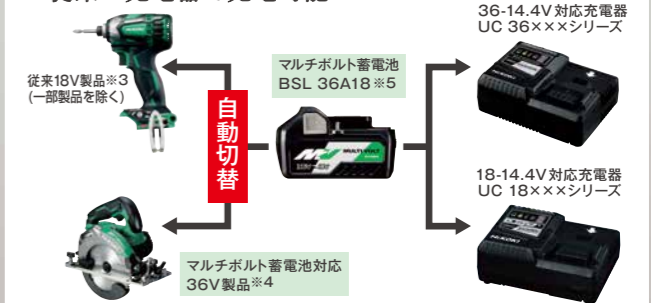 36-14.4V対応充電器
UC 36×××シリーズ
従来18V製品※3
(一部製品を除く)
マルチボルト蓄電池
BSL 36A18※5
自動切替
MULTI VOLT
HiKOKI
18-14.4V対応充電器
UC 18×××シリーズ
HiKOKI
マルチボルト蓄電池対応
36V製品※4